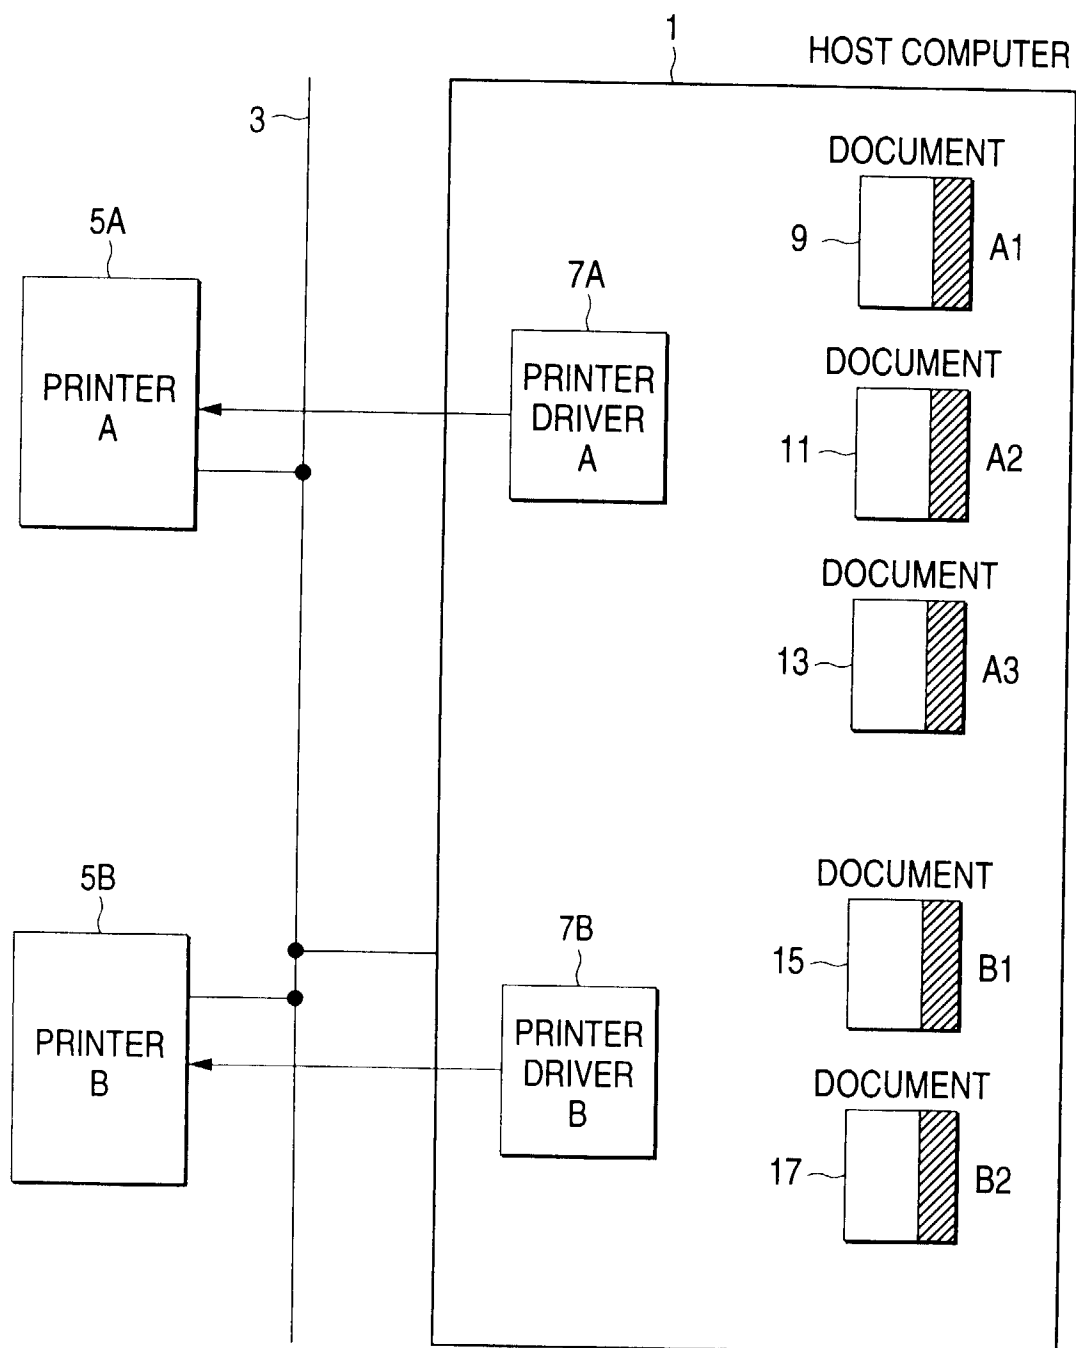 1
HOST COMPUTER
3
DOCUMENT
9
A1
5A
PRINTER
A
7A
PRINTER
DRIVER
A
DOCUMENT
11
A2
DOCUMENT
13
A3
5B
PRINTER
B
7B
PRINTER
DRIVER
B
DOCUMENT
15
B1
DOCUMENT
17
B2